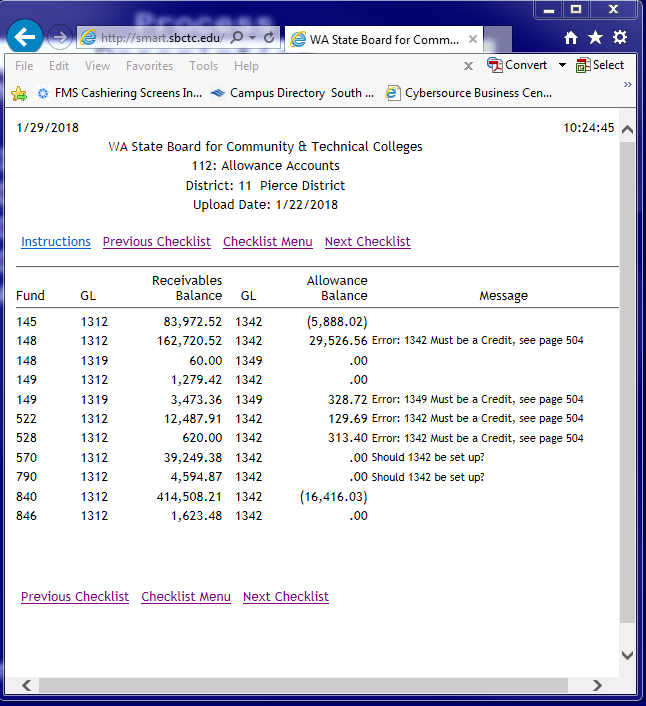 Process
http://smart.sbctc.edu/
WA State Board for Comm...
File Edit View Favorites Tools Help
Convert
Select
FMS Cashiering Screens In... Campus Directory South ... Cybersource Business Cen...
1/29/2018 10:24:45
WA State Board for Community & Technical Colleges
112: Allowance Accounts
District: 11 Pierce District
Upload Date: 1/22/2018
Instructions Previous Checklist Checklist Menu Next Checklist
Receivables Allowance
Fund GL Balance GL Balance Message
145 1312 83,972.52 1342 (5,888.02)
148 1312 162,720.52 1342 29,526.56 Error: 1342 Must be a Credit, see page 504
148 1319 60.00 1349 .00
149 1312 1,279.42 1342 .00
149 1319 3,473.36 1349 328.72 Error: 1349 Must be a Credit, see page 504
522 1312 12,487.91 1342 129.69 Error: 1342 Must be a Credit, see page 504
528 1312 620.00 1342 313.40 Error: 1342 Must be a Credit, see page 504
570 1312 39,249.38 1342 .00 Should 1342 be set up?
790 1312 4,594.87 1342 .00 Should 1342 be set up?
840 1312 414,508.21 1342 (16,416.03)
846 1312 1,623.48 1342 .00
Previous Checklist Checklist Menu Next Checklist